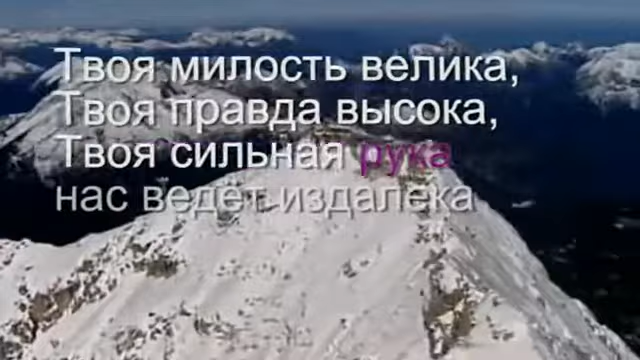 Твоя милость велика,
Твоя правда высока,
Твоя сильная рука
нас ведёт издалека